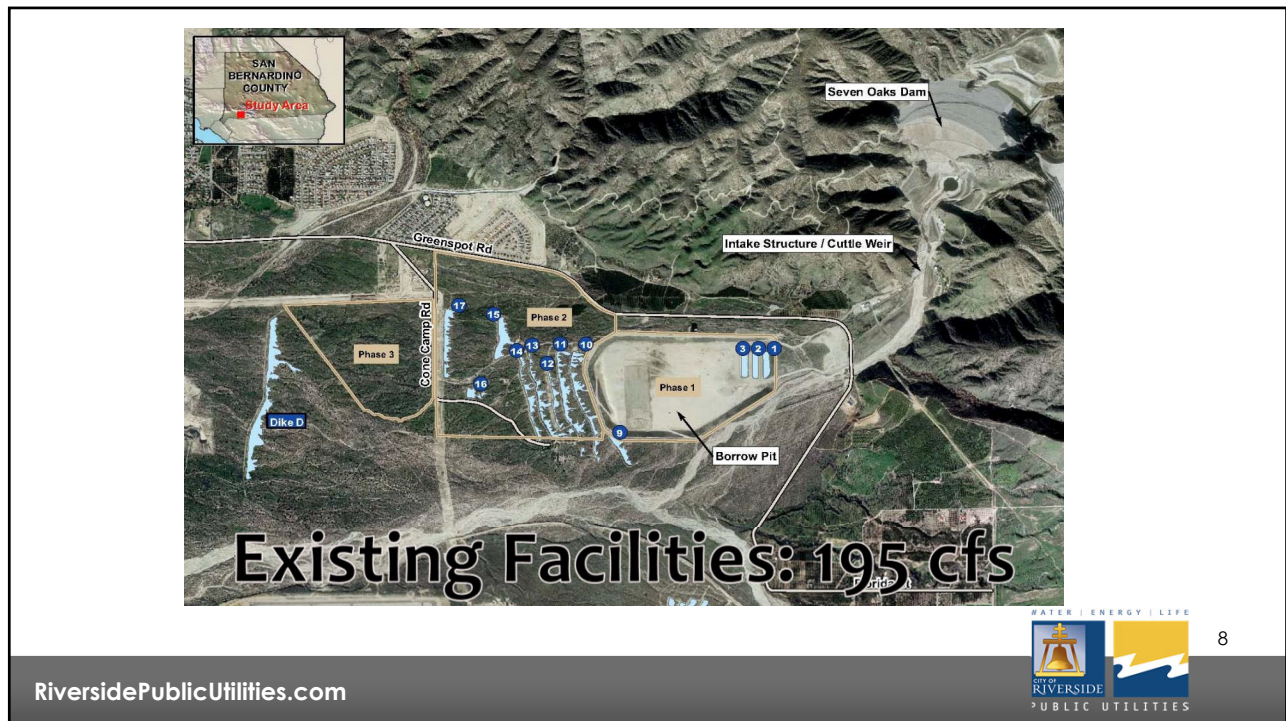 SAN
BERNARDINO
COUNTY
Study Area
Seven Oaks Dam
Intake Structure / Cuttle Weir
Greenspot Rd
Cone Camp Rd
17
15
Phase 2
14
13
11
10
12
16
3
2
1
Phase 3
Phase 1
Dike D
9
Borrow Pit
Existing Facilities: 195 cfs
WATER | ENERGY | LIFE
CITY OF
RIVERSIDE
PUBLIC UTILITIES
8
RiversidePublicUtilities.com